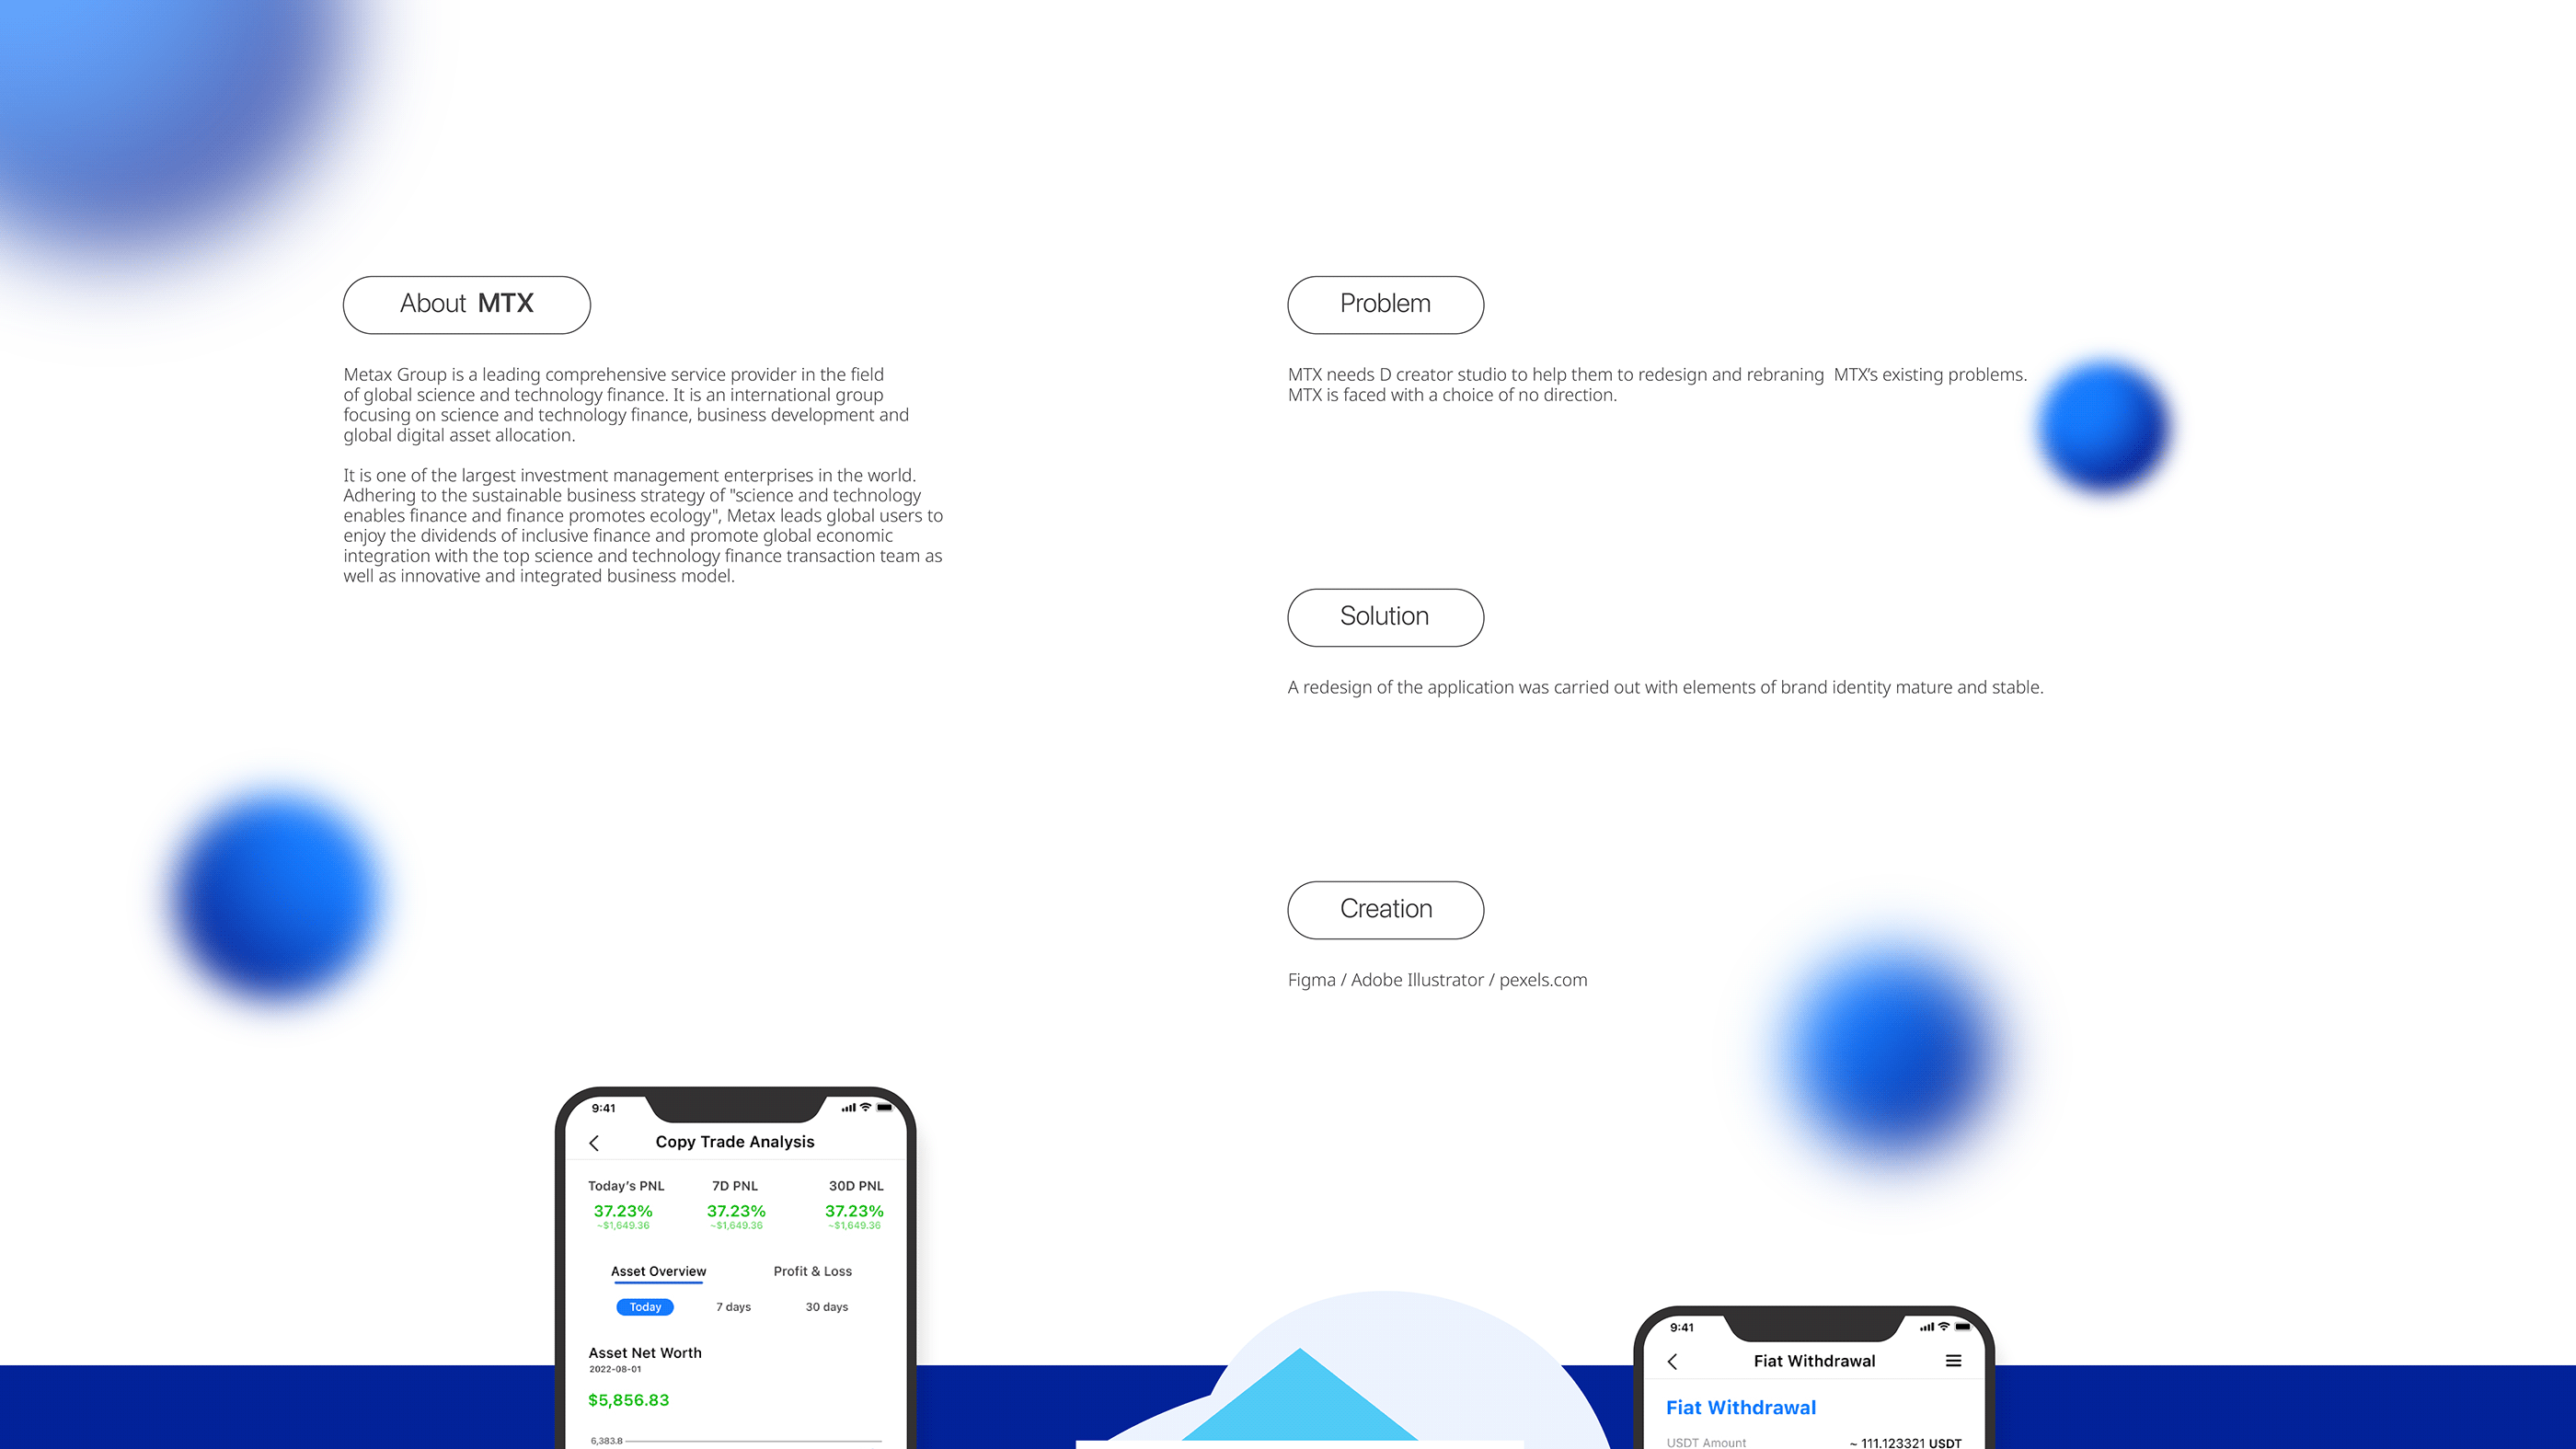 About MTX
Metax Group is a leading comprehensive service provider in the field
of global science and technology finance. It is an international group
focusing on science and technology finance, business development and
global digital asset allocation.
It is one of the largest investment management enterprises in the world.
Adhering to the sustainable business strategy of "science and technology
enables finance and finance promotes ecology", Metax leads global users to
enjoy the dividends of inclusive finance and promote global economic
integration with the top science and technology finance transaction team as
well as innovative and integrated business model.
Problem
MTX needs D creator studio to help them to redesign and rebraning MTX's existing problems.
MTX is faced with a choice of no direction.
Solution
A redesign of the application was carried out with elements of brand identity mature and stable.
Creation
Figma / Adobe Illustrator / pexels.com
9:41
Copy Trade Analysis
Today's PNL 7D PNL 30D PNL
37.23% 37.23% 37.23%
~$1,649.36 ~$1,649.36 ~$1,649.36
Asset Overview Profit & Loss
Today 7 days 30 days
Asset Net Worth
2022-08-01
$5,856.83
6,383.8
9:41
Fiat Withdrawal
Fiat Withdrawal
USDT Amount ~ 111.123321 USDT